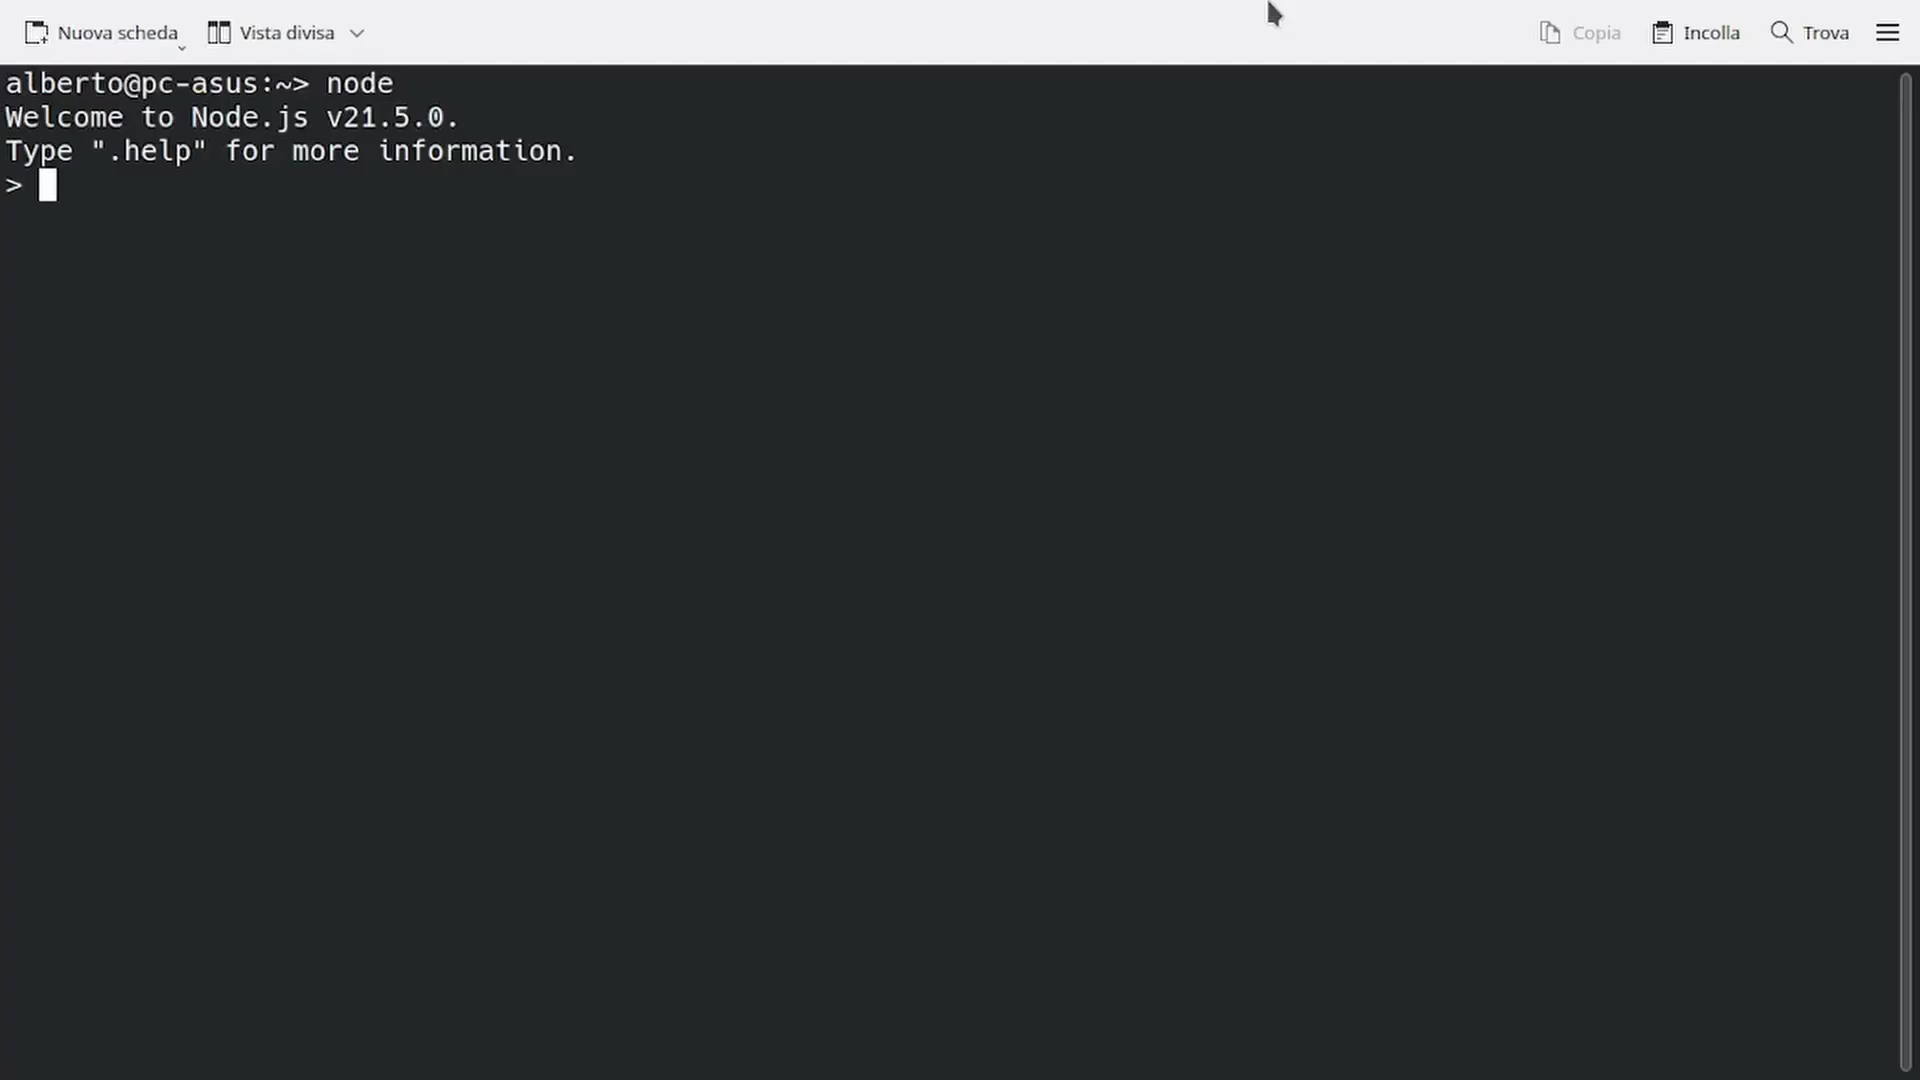 Nuova scheda Vista divisa Copia Incolla Trova
alberto@pc-asus:~> node
Welcome to Node.js v21.5.0.
Type ".help" for more information.
>